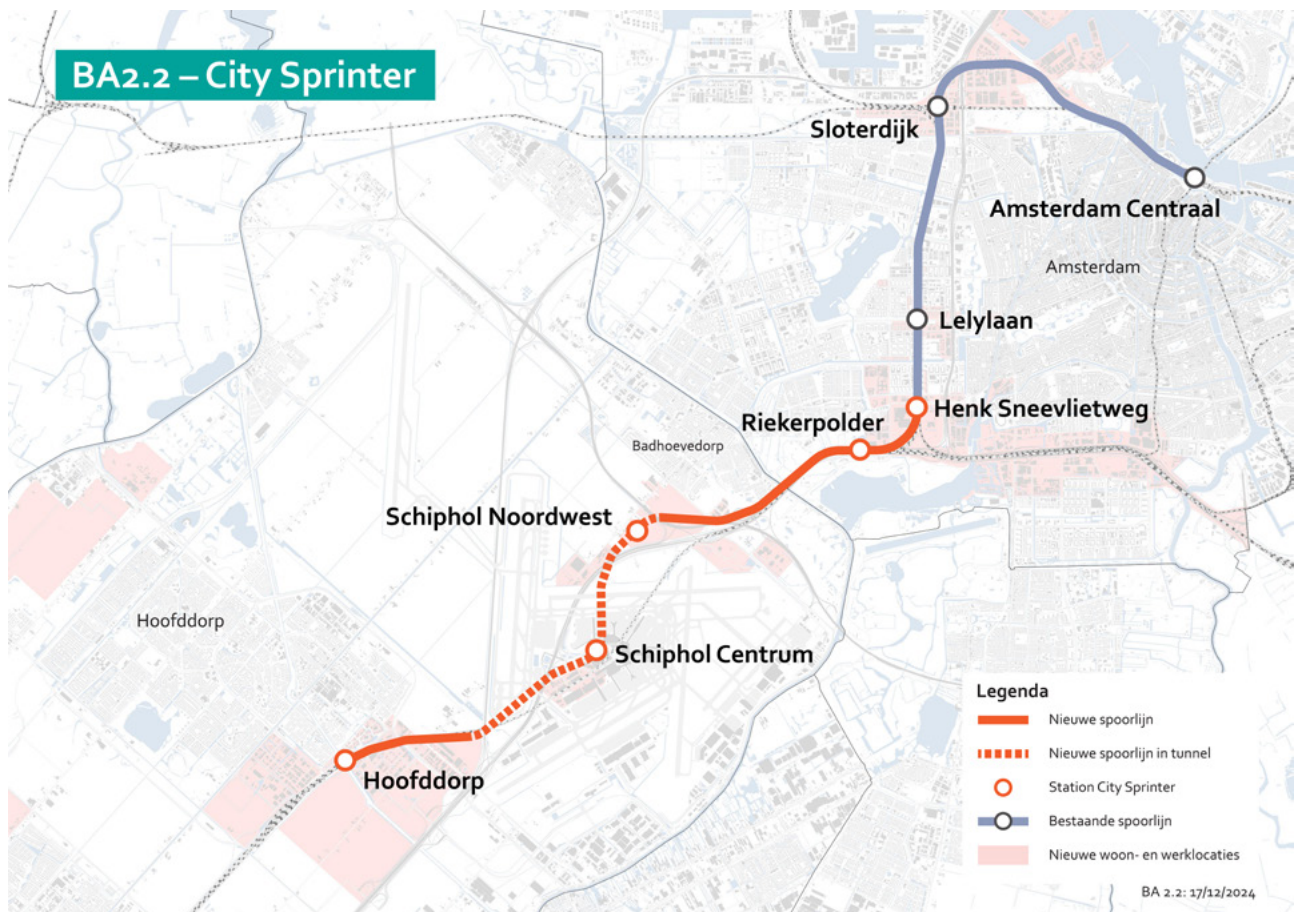 BA2.2 – City Sprinter
Sloterdijk
Amsterdam Centraal
Amsterdam
Lelylaan
Henk Sneevlietweg
Riekerpolder
Badhoevedorp
Schiphol Noordwest
Hoofddorp
Schiphol Centrum
Hoofddorp
Legenda
Nieuwe spoorlijn
Nieuwe spoorlijn in tunnel
Station City Sprinter
Bestaande spoorlijn
Nieuwe woon- en werklocaties
BA 2.2: 17/12/2024